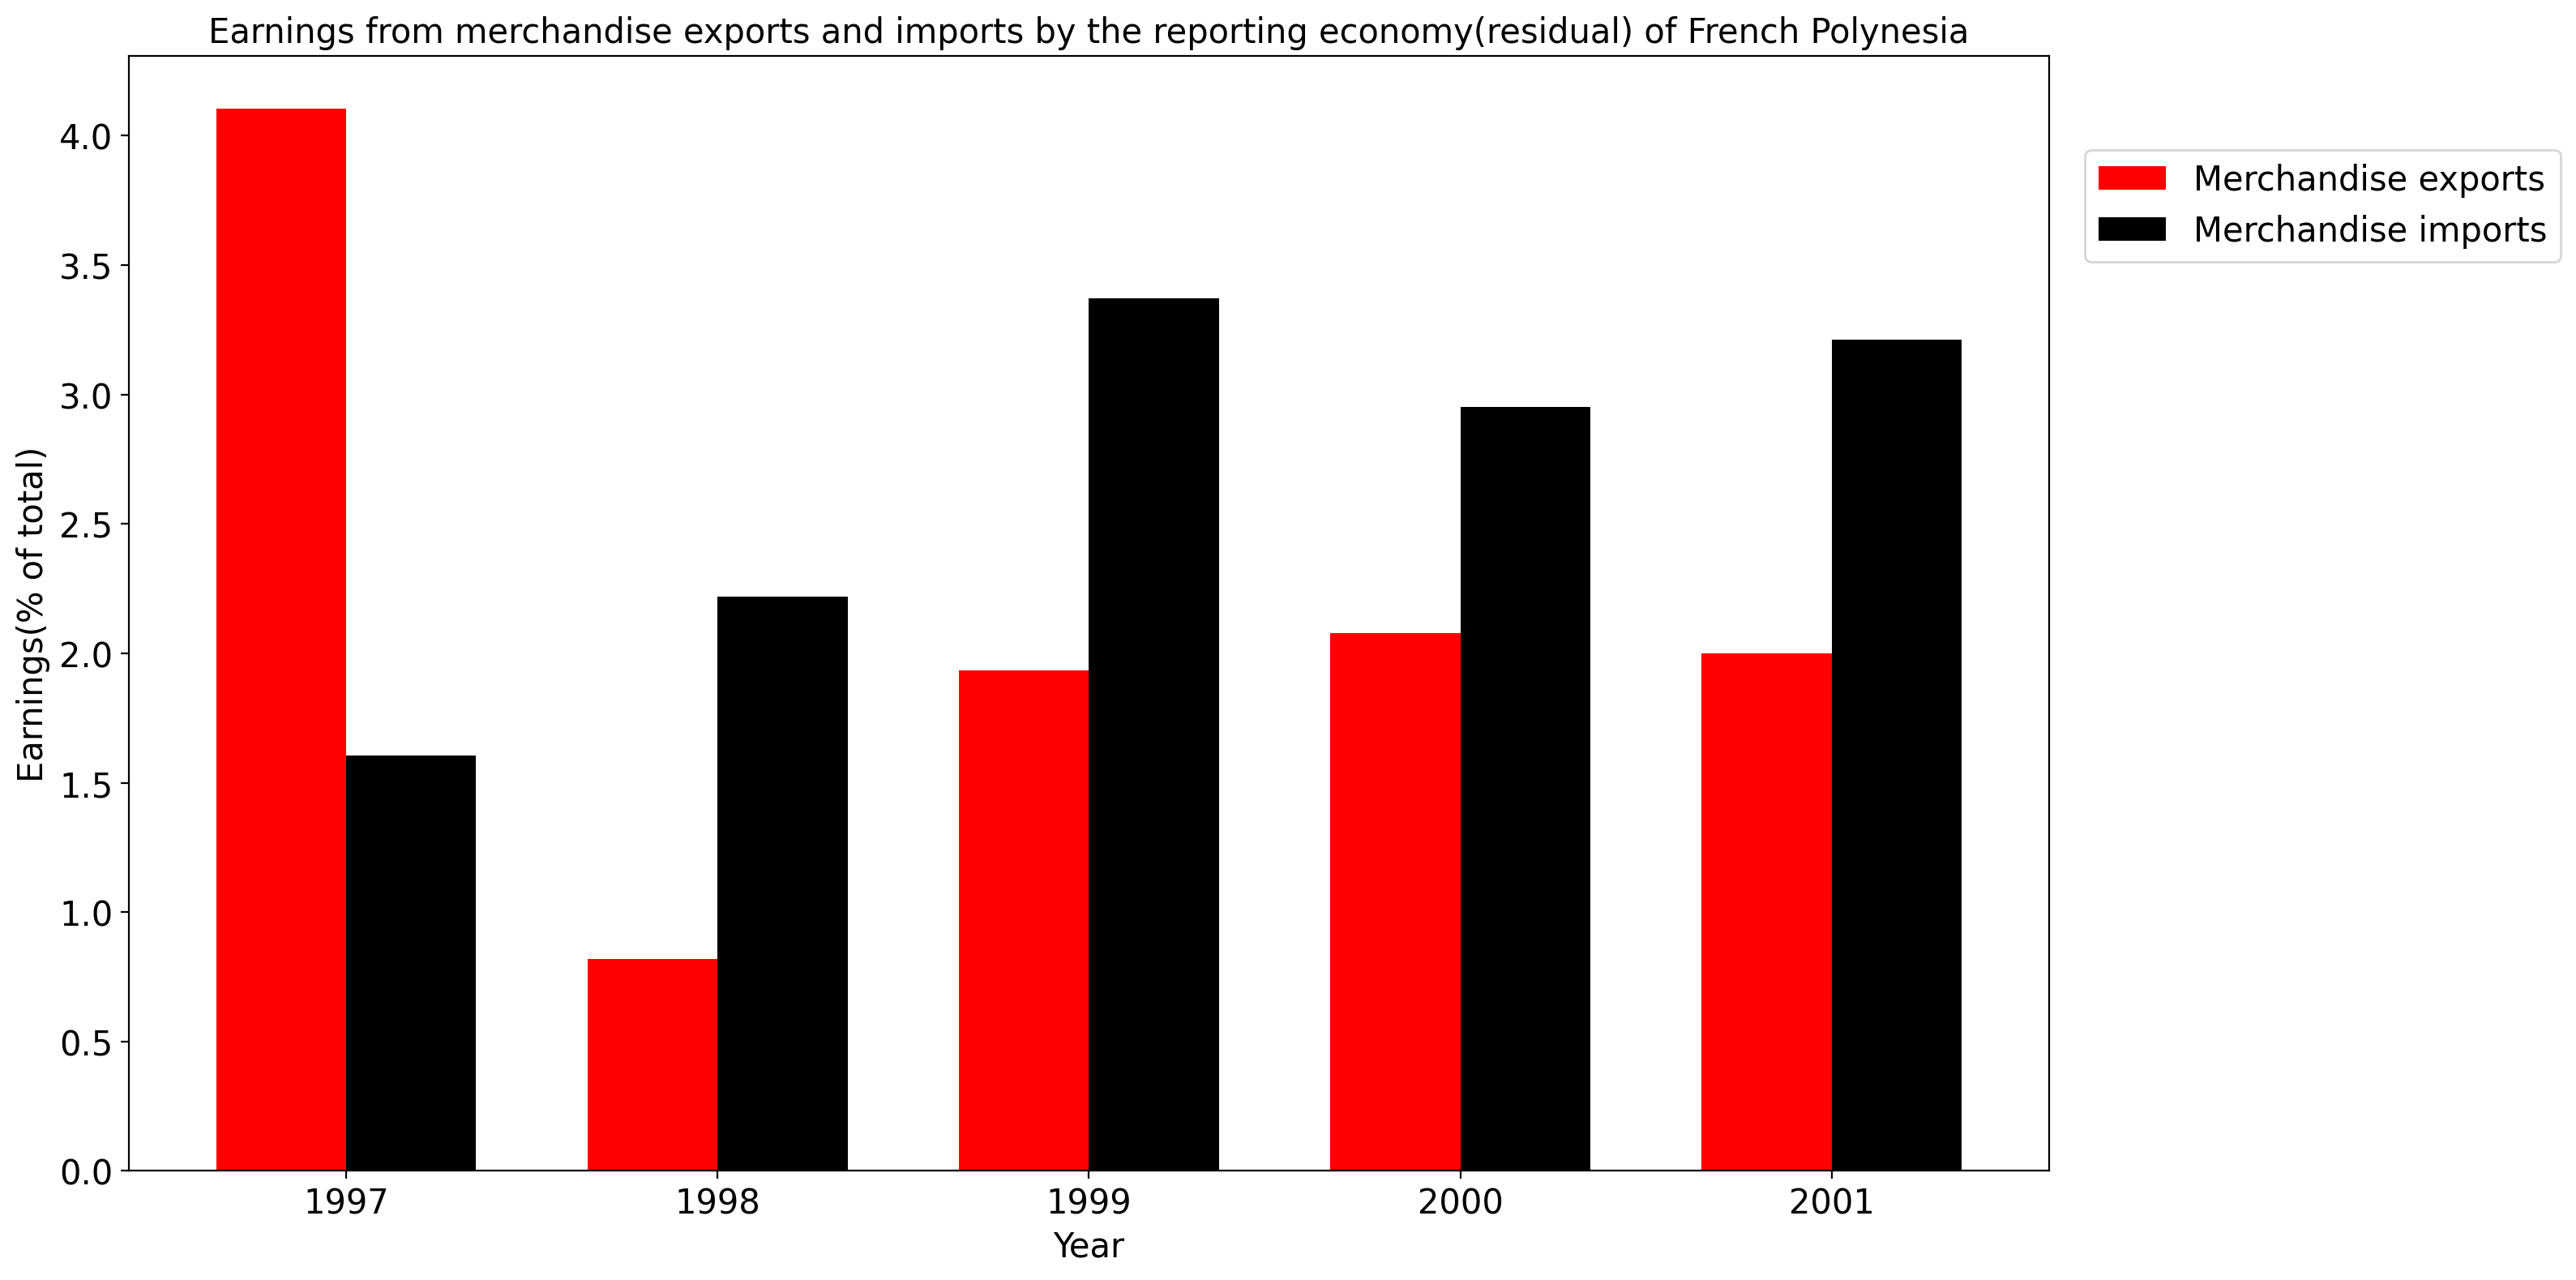 Earnings from merchandise exports and imports by the reporting economy(residual) of French Polynesia
Merchandise exports
Merchandise imports
Earnings(% of total)
4.0
3.5
3.0
2.5
2.0
1.5
1.0
0.5
0.0
1997 1998 1999 2000 2001
Year